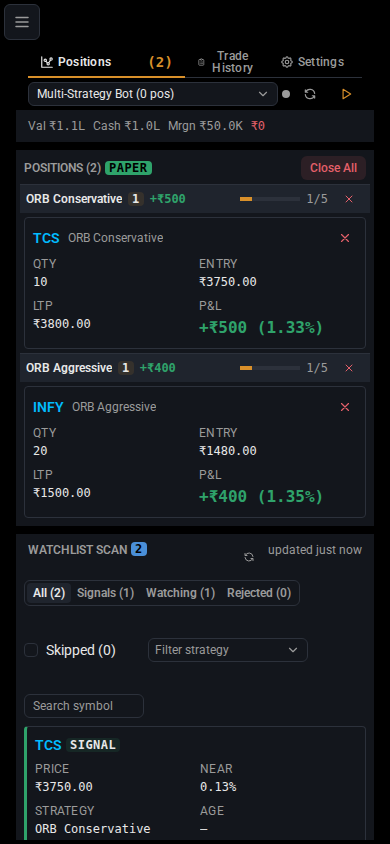 Positions (2) Trade History Settings
Multi-Strategy Bot (0 pos)
Val ₹1.1L Cash ₹1.0L Mrgn ₹50.0K ₹0
POSITIONS (2) PAPER Close All
ORB Conservative 1 +₹500 1/5
TCS ORB Conservative
QTY ENTRY
10 ₹3750.00
LTP P&L
₹3800.00 +₹500 (1.33%)
ORB Aggressive 1 +₹400 1/5
INFY ORB Aggressive
QTY ENTRY
20 ₹1480.00
LTP P&L
₹1500.00 +₹400 (1.35%)
WATCHLIST SCAN 2 updated just now
All (2) Signals (1) Watching (1) Rejected (0)
Skipped (0) Filter strategy
Search symbol
TCS SIGNAL
PRICE NEAR
₹3750.00 0.13%
STRATEGY AGE
ORB Conservative —